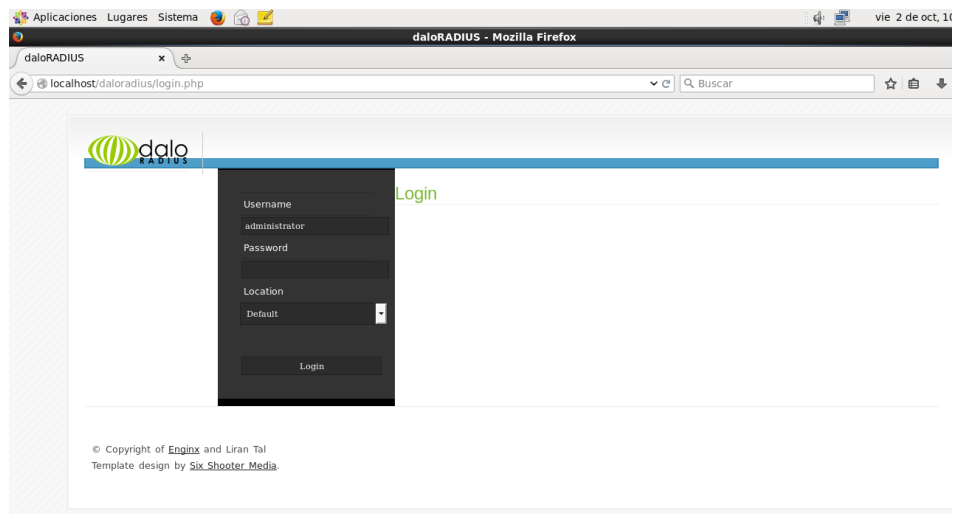 Aplicaciones Lugares Sistema
vie 2 de oct, 10
daloRADIUS - Mozilla Firefox
daloRADIUS
localhost/daloradius/login.php
Buscar
dalo
RADIUS
Login
Username
administrator
Password
Location
Default
Login
© Copyright of Enginx and Liran Tal
Template design by Six Shooter Media.